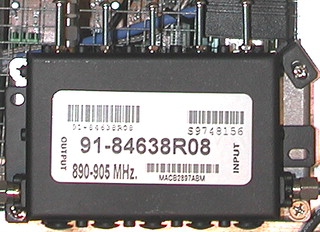 91-84638R08
S9748156
91-84638R08
OUTPUT
INPUT
890-905 MHz.
MACB2897ABM